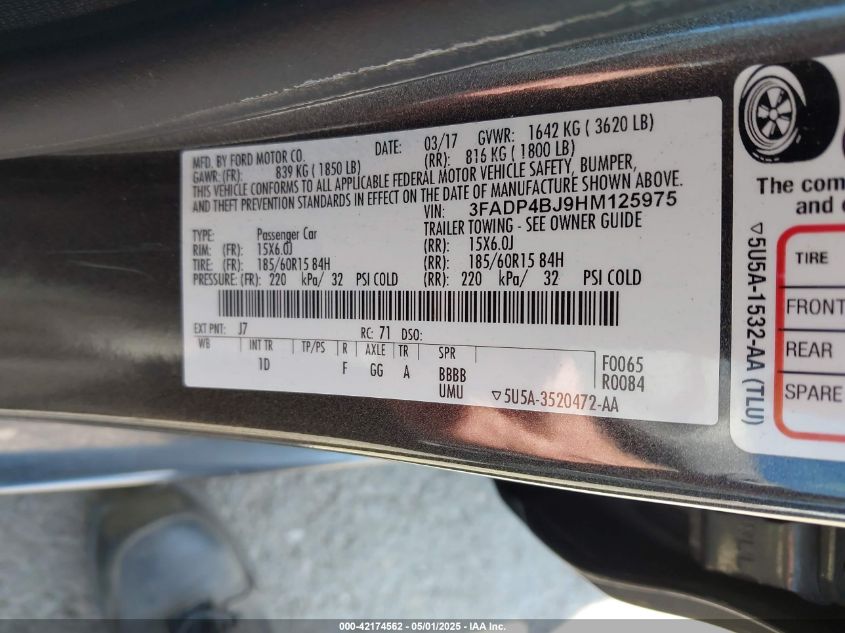 MFD. BY FORD MOTOR CO.
DATE: 03/17 GVWR: 1642 KG ( 3620 LB)
GAWR: (FR): 839 KG ( 1850 LB) (RR): 816 KG ( 1800 LB)
THIS VEHICLE CONFORMS TO ALL APPLICABLE FEDERAL MOTOR VEHICLE SAFETY, BUMPER,
AND THEFT PREVENTION STANDARDS IN EFFECT ON THE DATE OF MANUFACTURE SHOWN ABOVE.
VIN: 3FADP4BJ9HM125975
TRAILER TOWING - SEE OWNER GUIDE
TYPE: Passenger Car
RIM: (FR): 15X6.0J (RR): 15X6.0J
TIRE: (FR): 185/60R15 84H (RR): 185/60R15 84H
PRESSURE: (FR): 220 kPa/ 32 PSI COLD (RR): 220 kPa/ 32 PSI COLD
EXT PNT: J7 RC: 71 DSO:
WB INT TR TP/PS R AXLE TR SPR
1D F GG A BBBB
UMU
F0065
R0084
▽5U5A-3520472-AA
▽5U5A-1532-AA (TLU)
The com
and
TIRE
FRONT
REAR
SPARE
000-42174562 - 05/01/2025 - IAA Inc.